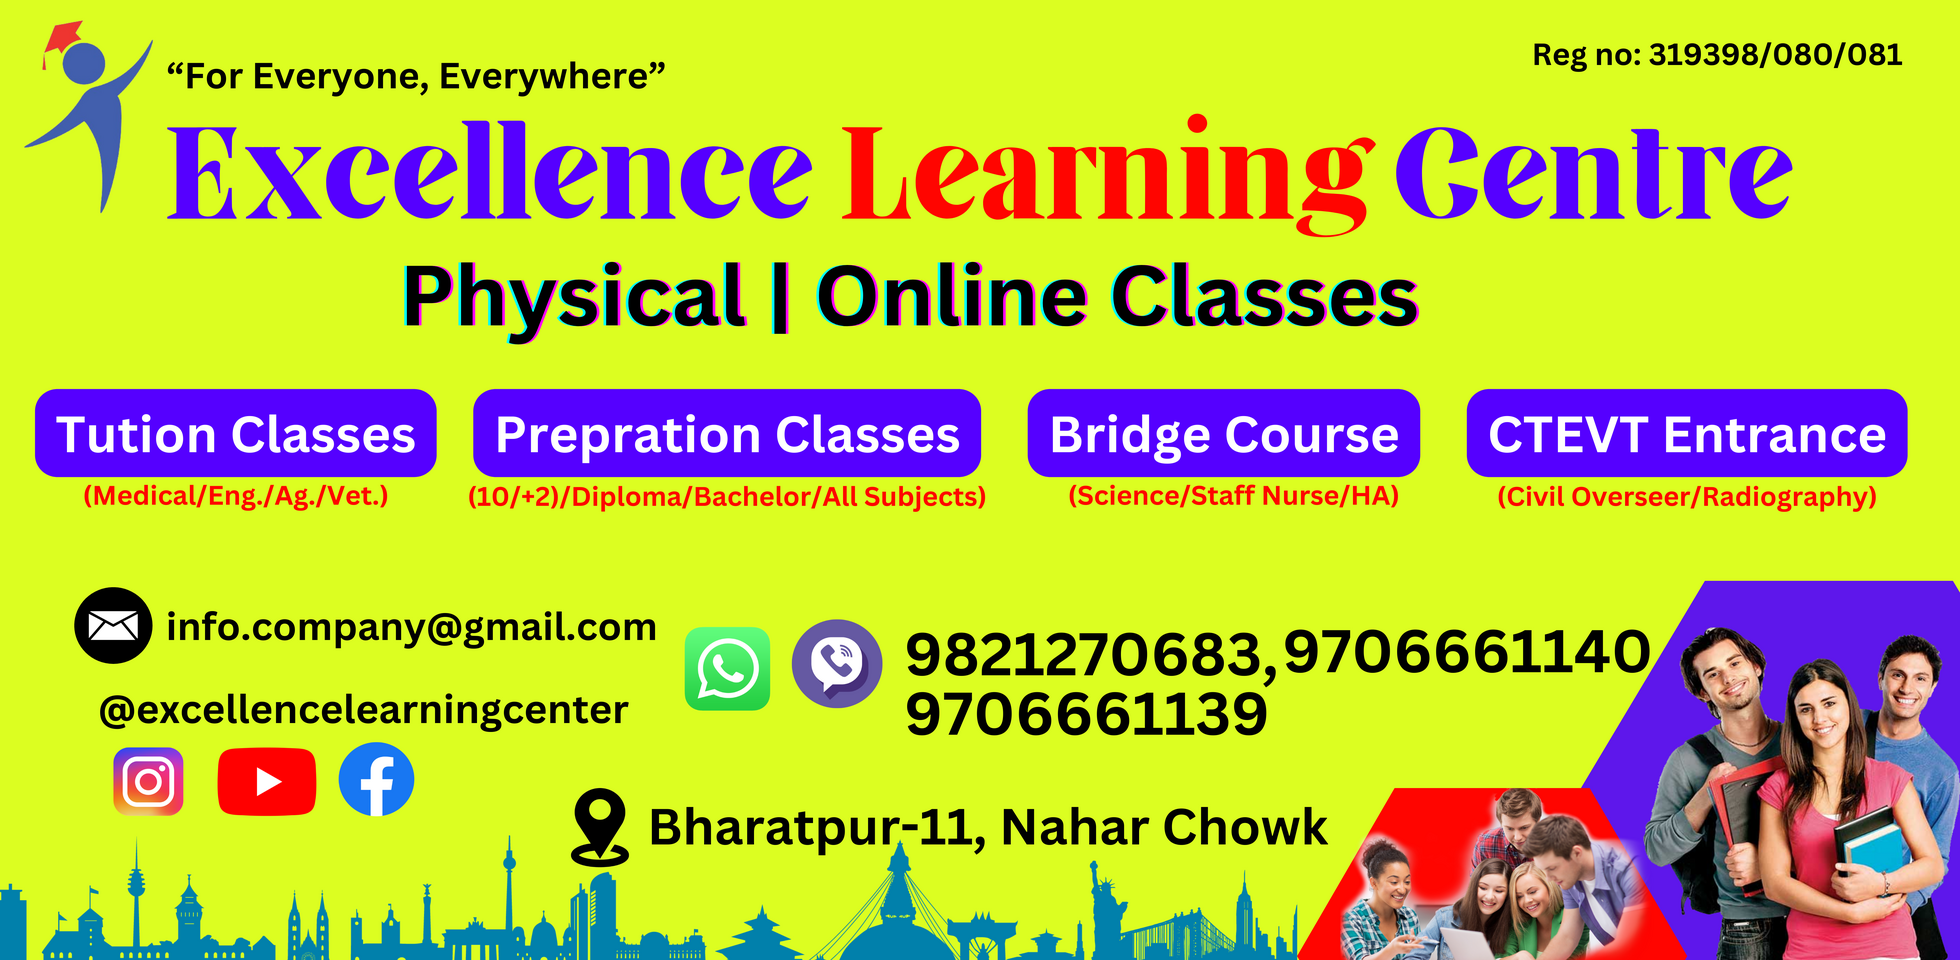 “For Everyone, Everywhere”
Reg no: 319398/080/081
Excellence Learning Centre
Physical | Online Classes
Tution Classes
(Medical/Eng./Ag./Vet.)
Prepration Classes
(10/+2)/Diploma/Bachelor/All Subjects)
Bridge Course
(Science/Staff Nurse/HA)
CTEVT Entrance
(Civil Overseer/Radiography)
info.company@gmail.com
@excellencelearningcenter
9821270683, 9706661140
9706661139
Bharatpur-11, Nahar Chowk